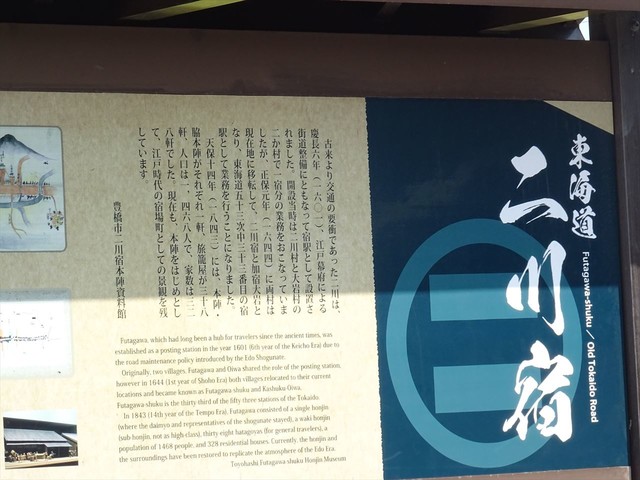 東海道
二川宿
Futagawa-shuku / Old Tokaido Road
古来より交通の要衝であった二川は、
慶長六年（一六〇一）、江戸幕府による
街道整備にともなって宿駅として設置さ
れました。開設当時は二川村と大岩村の
二か村で一宿分の業務をおこなっていま
したが、正保元年（一六四四）に両村は
現在地に移転して、二川宿と加宿大岩と
なり、東海道五十三次中三十三番目の宿
駅として業務を行うことになりました。
天保十四年（一八四三）には、本陣・
脇本陣がそれぞれ一軒、旅籠屋が三十八
軒、人口は一、四六八人で、家数は三二
八軒でした。現在も、本陣をはじめとし
て、江戸時代の宿場町としての景観を残
しています。
豊橋市二川宿本陣資料館
Futagawa, which had long been a hub for travelers since the ancient times, was
established as a posting station in the year 1601 (6th year of the Keicho Era) due to
the road maintenance policy introduced by the Edo Shogunate.
Originally, two villages, Futagawa and Oiwa shared the role of the posting station,
however in 1644 (1st year of Shoho Era) both villages relocated to their current
locations and became known as Futagawa shuku and Kashuku Oiwa.
Futagawa-shuku is the thirty third of the fifty three stations of the Tokaido.
In 1843 (14th year of the Tempo Era), Futagawa consisted of a single honjin
(where the daimyo and representatives of the shogunate stayed), a waki honjin
(sub-honjin, not as high-class), thirty eight hatagoyas (for general travelers), a
population of 1468 people, and 328 residential houses. Currently, the honjin and
the surroundings have been restored to replicate the atmosphere of the Edo Era.
Toyohashi Futagawa shuku Honjin Museum